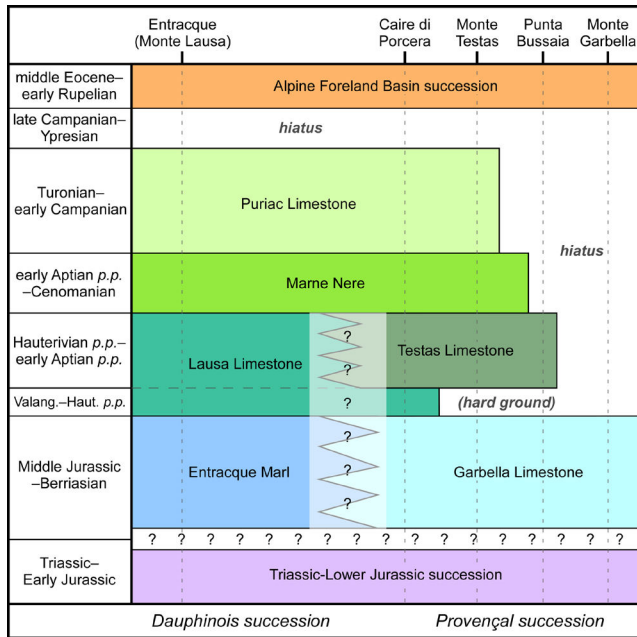 Entracque
(Monte Lausa)
Caire di
Porcera
Monte
Testas
Punta
Bussaia
Monte
Garbella
middle Eocene–
early Rupelian
Alpine Foreland Basin succession
late Campanian–
Ypresian
hiatus
Turonian–
early Campanian
Puriac Limestone
hiatus
early Aptian p.p.
–Cenomanian
Marne Nere
Hauterivian p.p.–
early Aptian p.p.
Lausa Limestone
?
?
Testas Limestone
Valang.–Haut. p.p.
?
(hard ground)
Middle Jurassic
–Berriasian
Entracque Marl
?
?
?
Garbella Limestone
? ? ? ? ? ? ? ? ? ? ? ? ? ? ? ? ?
Triassic–
Early Jurassic
Triassic-Lower Jurassic succession
Dauphinois succession
Provençal succession